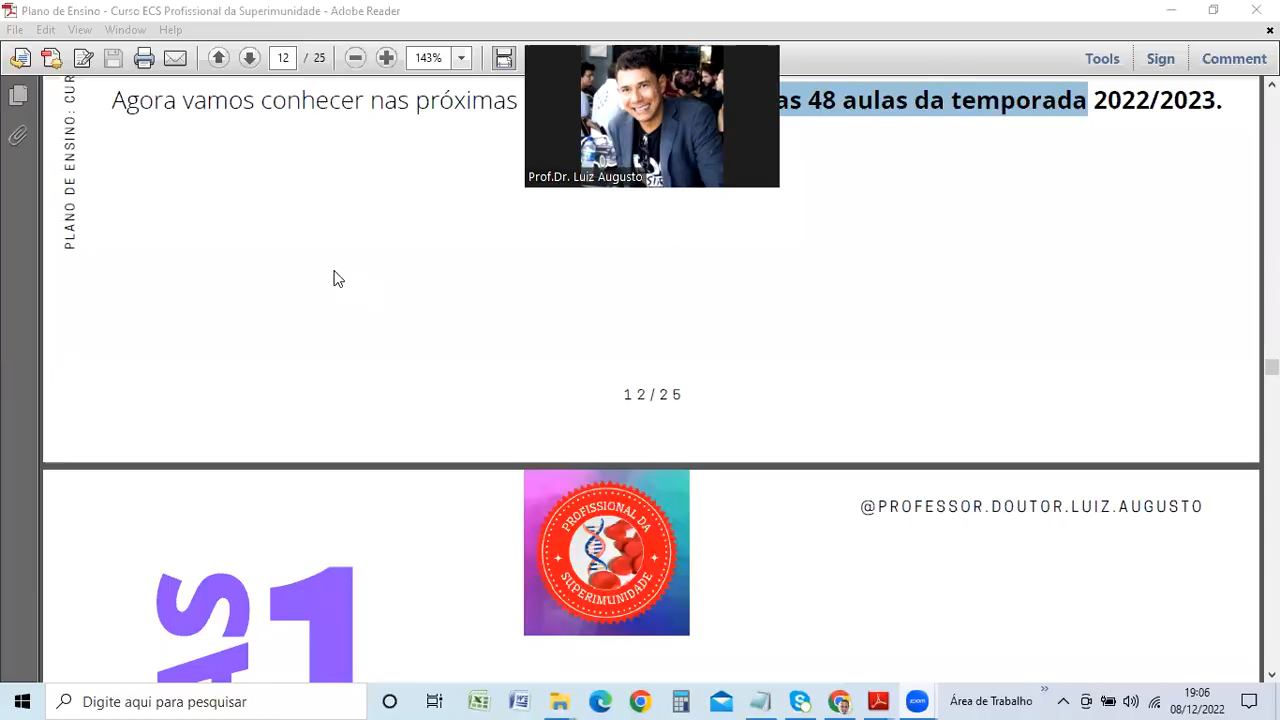 Plano de Ensino - Curso ECS Profissional da Superimunidade - Adobe Reader
File Edit View Window Help
12 / 25 143% Tools Sign Comment
PLANO DE ENSINO: CUR
Agora vamos conhecer nas próximas as 48 aulas da temporada 2022/2023.
Prof.Dr. Luiz Augusto
12/25
@PROFESSOR.DOUTOR.LUIZ.AUGUSTO
PROFISSIONAL DA
SUPERIMUNIDADE
AS 1
Digite aqui para pesquisar
zoom
Área de Trabalho
19:06
08/12/2022